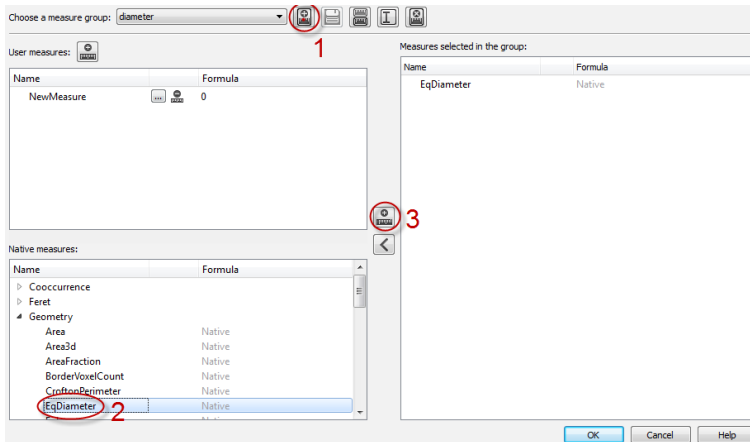 Choose a measure group: diameter
1
User measures:
Name Formula
NewMeasure ... 0
Measures selected in the group:
Name Formula
EqDiameter Native
3
Native measures:
Name Formula
Cooccurrence
Feret
Geometry
Area Native
Area3d Native
AreaFraction Native
BorderVoxelCount Native
CroftonPerimeter Native
EqDiameter 2 Native
OK Cancel Help